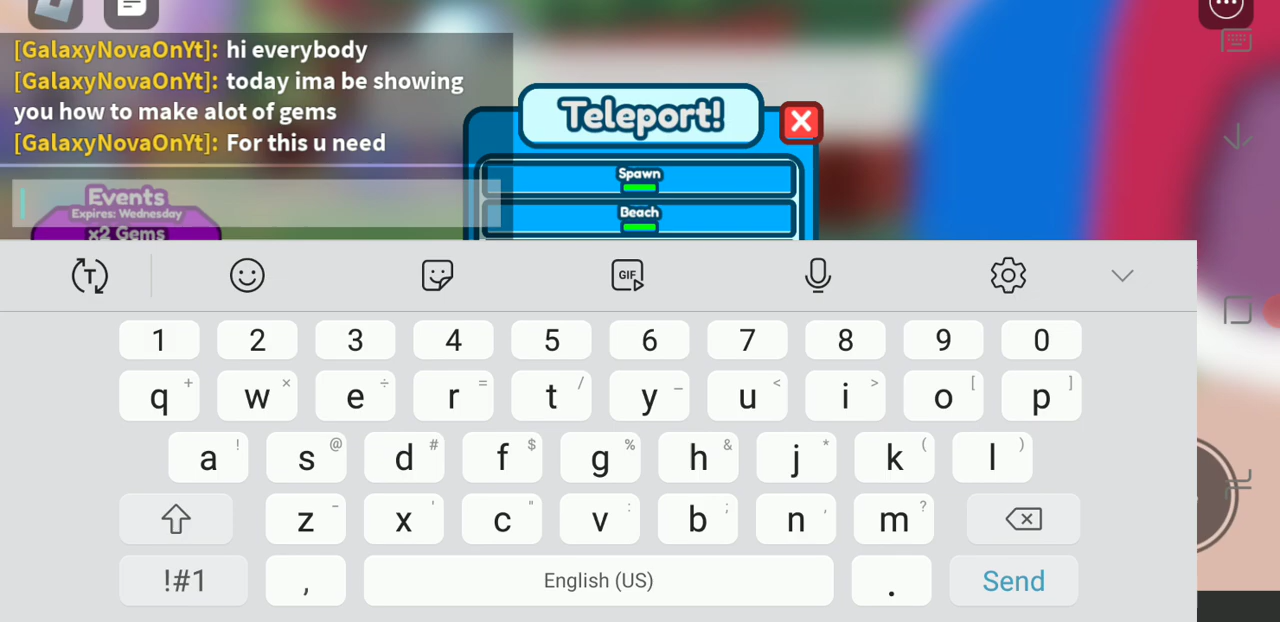 [GalaxyNovaOnYt]: hi everybody
[GalaxyNovaOnYt]: today ima be showing
you how to make alot of gems
[GalaxyNovaOnYt]: For this u need
Teleport!
X
Spawn
Beach
Events
Expires: Wednesday
x2 Gems
T
GIF
1 2 3 4 5 6 7 8 9 0
q + w × e ÷ r = t / y _ u < i > o [ p ]
a ! s @ d # f $ g % h & j * k ( l )
z - x ' c " v : b ; n , m ?
!#1 , English (US) . Send